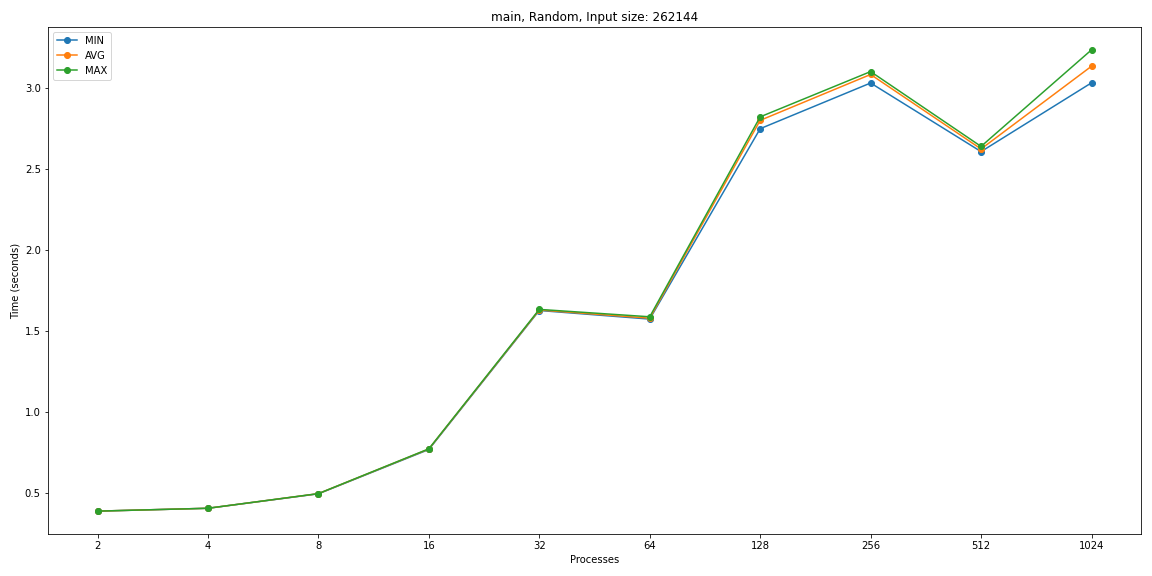 main, Random, Input size: 262144
MIN
AVG
MAX
Time (seconds)
3.0
2.5
2.0
1.5
1.0
0.5
2 4 8 16 32 64 128 256 512 1024
Processes